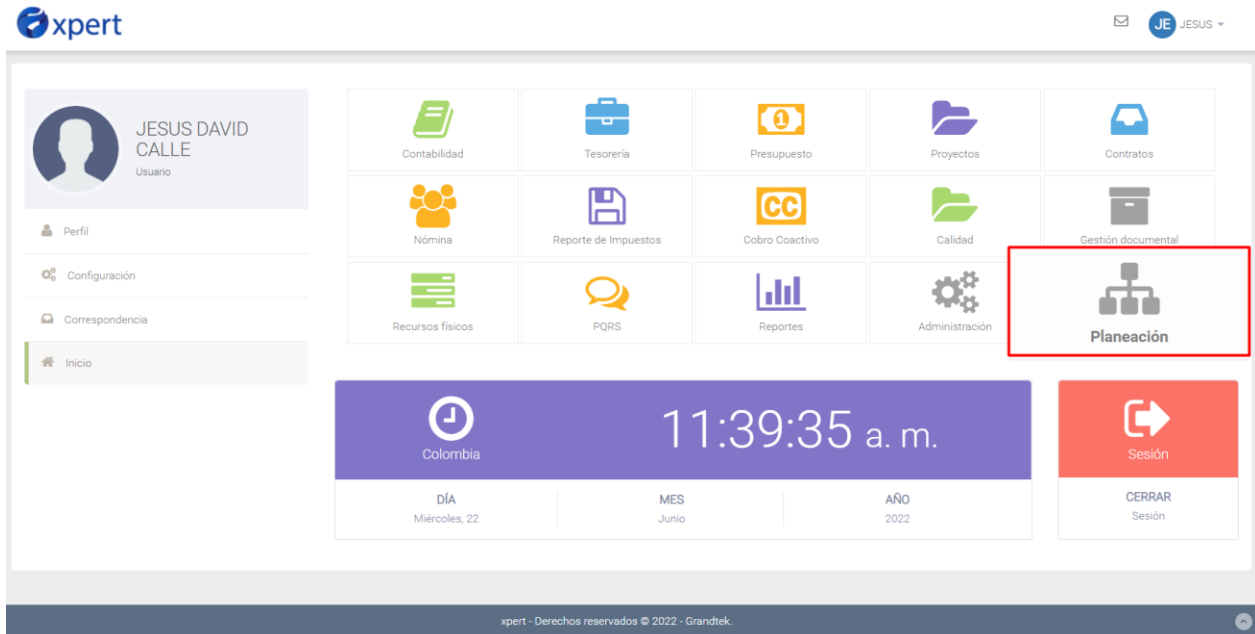 xpert
JE JESUS
JESUS DAVID
CALLE
Usuario
Perfil
Configuración
Correspondencia
Inicio
Contabilidad
Tesorería
1
Presupuesto
Proyectos
Contratos
Nómina
Reporte de Impuestos
CC
Cobro Coactivo
Calidad
Gestión documental
Recursos físicos
PQRS
Reportes
Administración
Planeación
Colombia
11:39:35 a. m.
DÍA
Miércoles, 22
MES
Junio
AÑO
2022
Sesión
CERRAR
Sesión
xpert - Derechos reservados © 2022 - Grandtek.